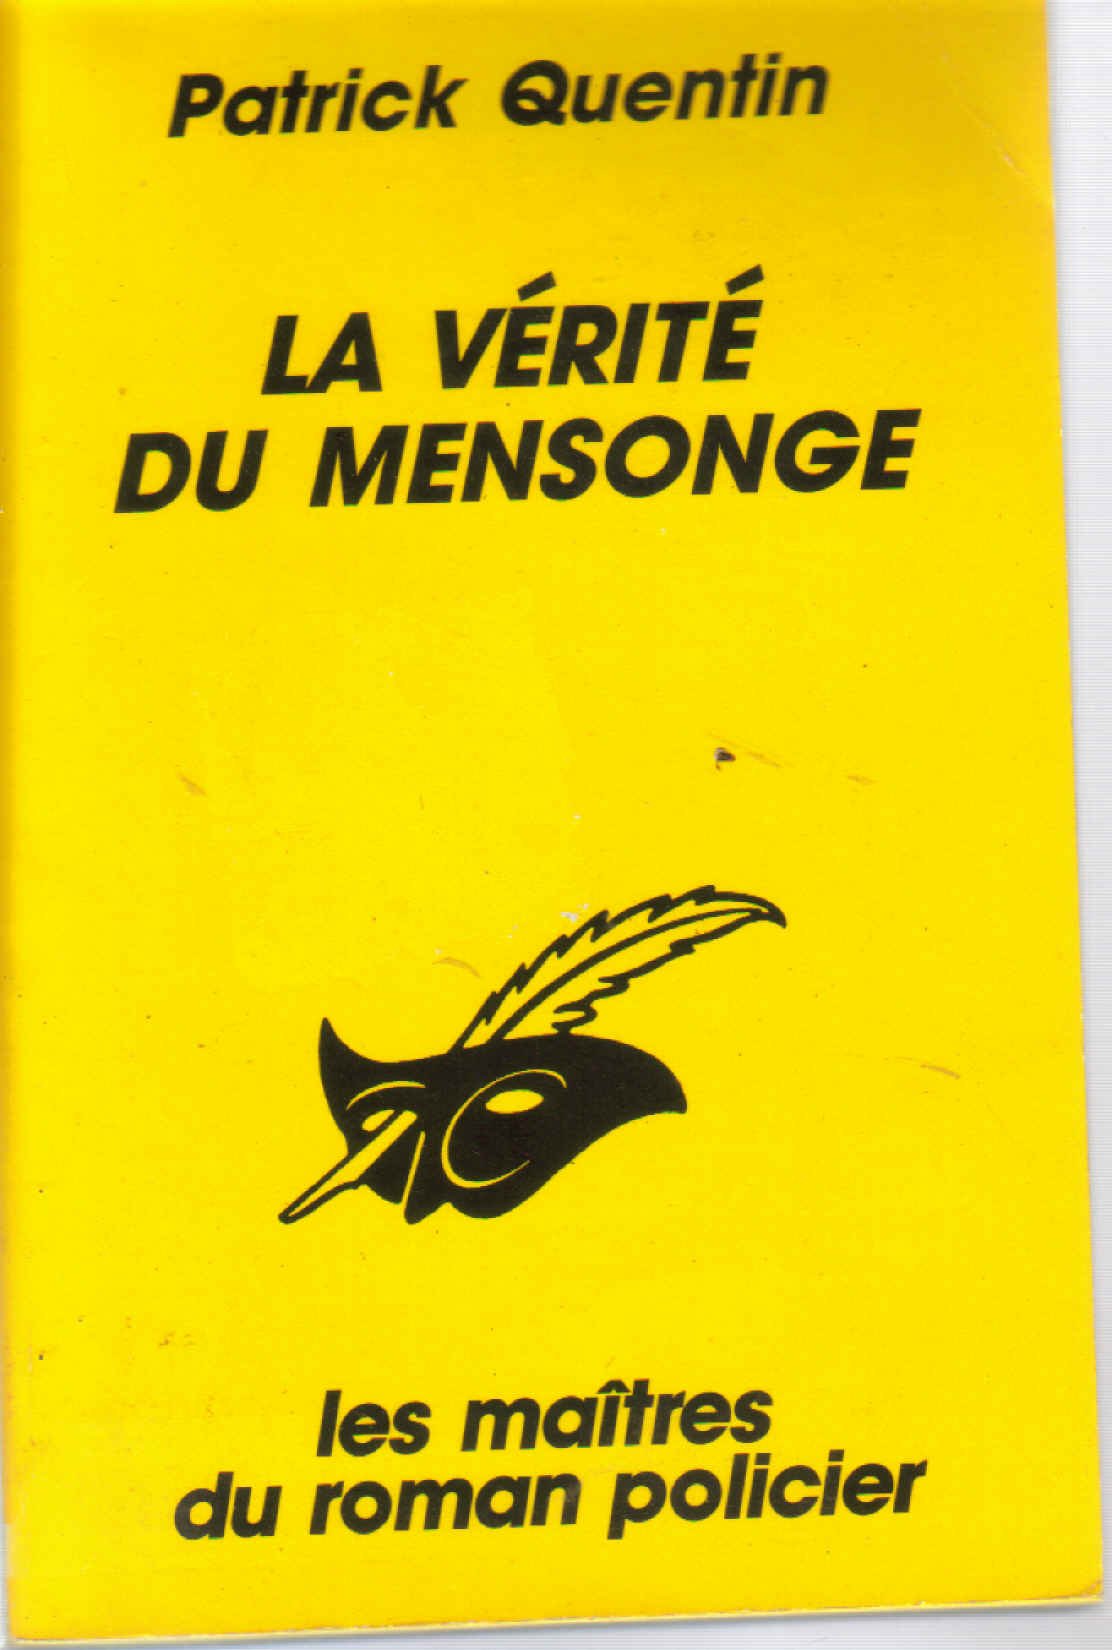 Patrick Quentin
LA VÉRITÉ
DU MENSONGE
les maîtres
du roman policier